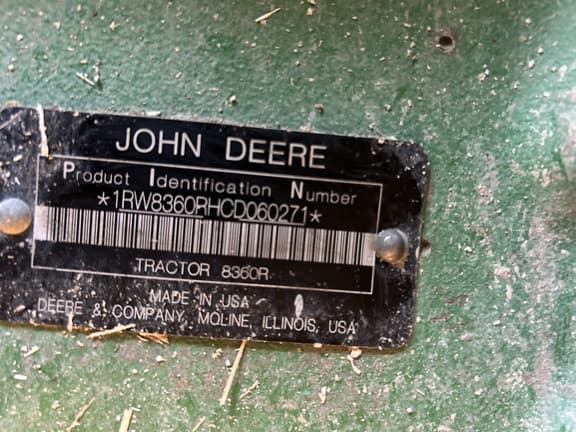 JOHN DEERE
Product Identification Number
*1RW8360RHCD060271*
TRACTOR 8360R
MADE IN USA
DEERE & COMPANY, MOLINE, ILLINOIS, USA